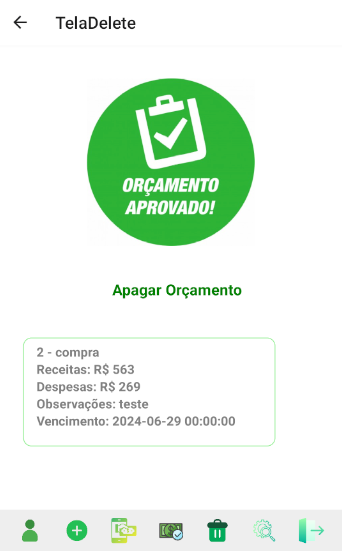 TelaDelete
ORÇAMENTO
APROVADO!
Apagar Orçamento
2 - compra
Receitas: R$ 563
Despesas: R$ 269
Observações: teste
Vencimento: 2024-06-29 00:00:00